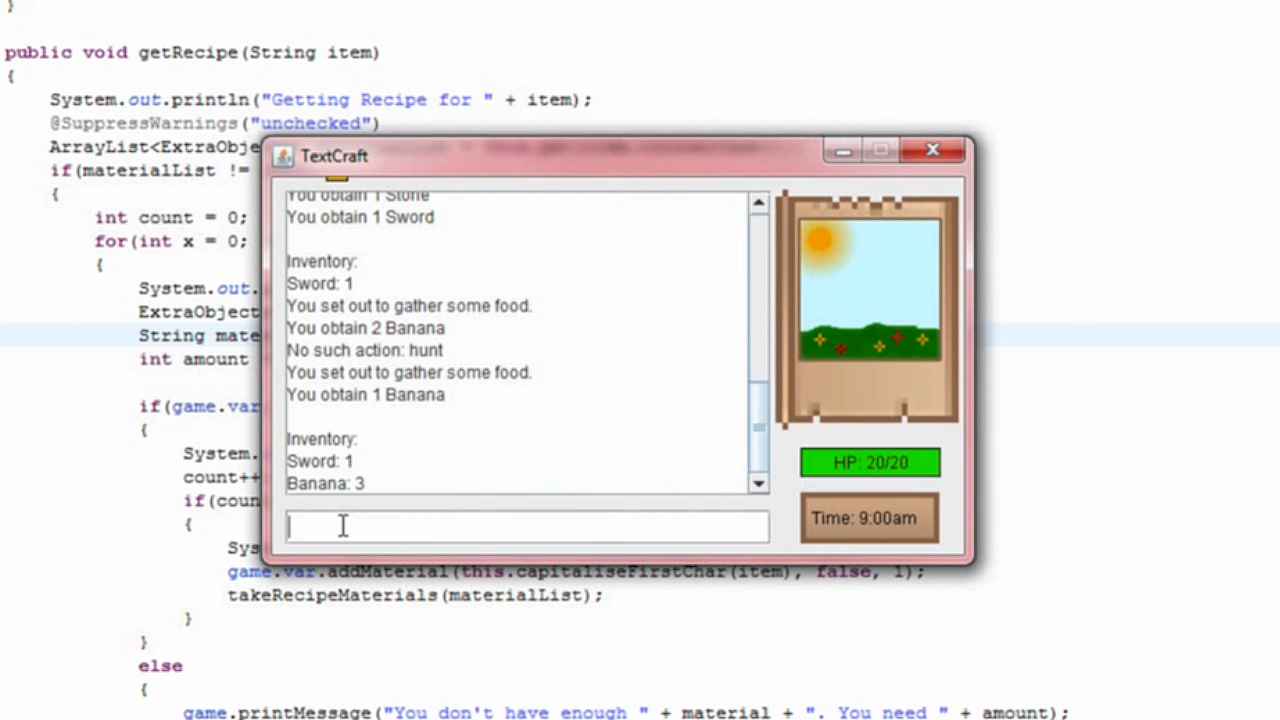 }
public void getRecipe(String item)
{
System.out.println("Getting Recipe for " + item);
@SuppressWarnings("unchecked")
ArrayList<ExtraObje
if(materialList !=
{
int count = 0;
for(int x = 0;
{
System.out.
ExtraObject
String mate
int amount
if(game.var
{
System.
count++
if(coun
{
Sys
game.var.addMaterial(this.capitaliseFirstChar(item), false, 1);
takeRecipeMaterials(materialList);
}
}
else
{
game.printMessage("You don't have enough " + material + ". You need " + amount);
TextCraft
You obtain 1 Stone
You obtain 1 Sword
Inventory:
Sword: 1
You set out to gather some food.
You obtain 2 Banana
No such action: hunt
You set out to gather some food.
You obtain 1 Banana
Inventory:
Sword: 1
Banana: 3
HP: 20/20
Time: 9:00am